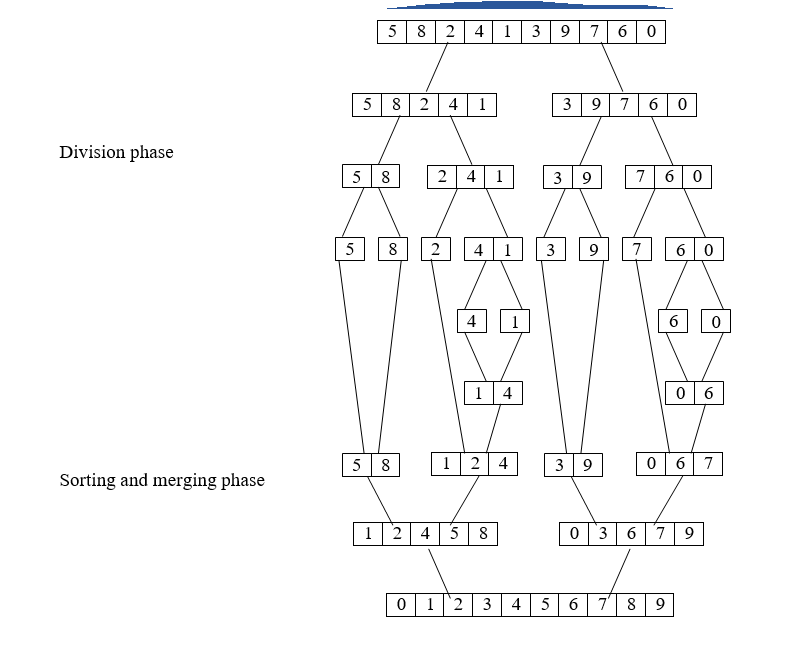 5 8 2 4 1 3 9 7 6 0
5 8 2 4 1 3 9 7 6 0
Division phase
5 8 2 4 1 3 9 7 6 0
5 8 2 4 1 3 9 7 6 0
4 1 6 0
1 4 0 6
5 8 1 2 4 3 9 0 6 7
Sorting and merging phase
1 2 4 5 8 0 3 6 7 9
0 1 2 3 4 5 6 7 8 9